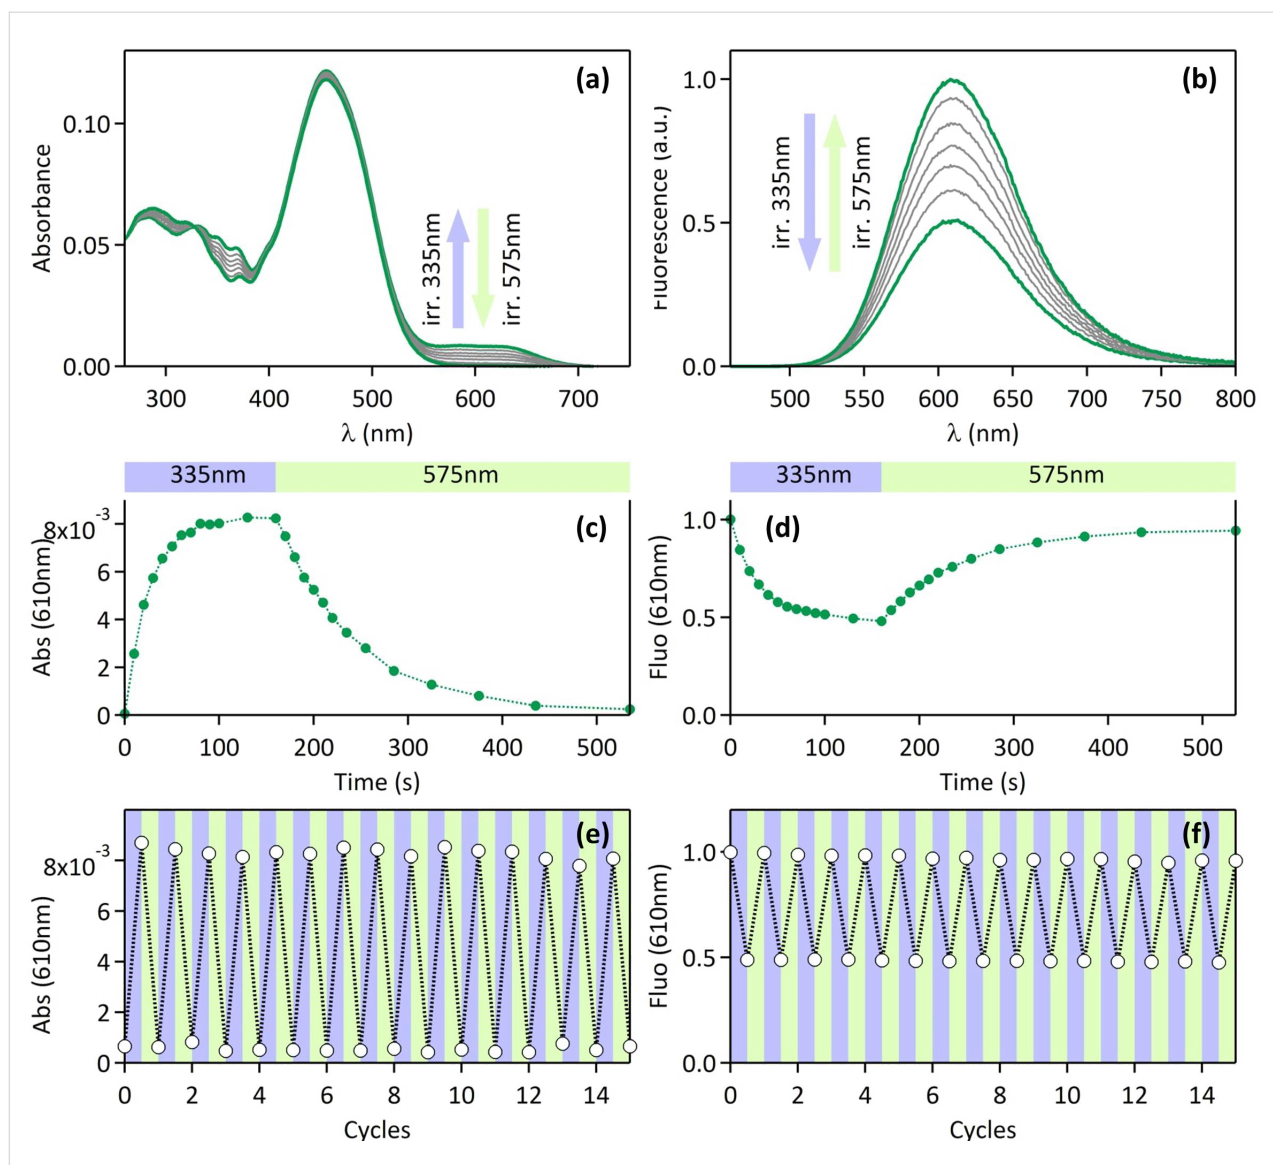 (a)
Absorbance
0.10
0.05
0.00
irr. 335nm
irr. 575nm
300 400 500 600 700
λ (nm)
(b)
Fluorescence (a.u.)
1.0
0.5
0.0
irr. 335nm
irr. 575nm
500 550 600 650 700 750 800
λ (nm)
335nm 575nm
(c)
Abs (610nm)
8x10⁻³
6
4
2
0
0 100 200 300 400 500
Time (s)
335nm 575nm
(d)
Fluo (610nm)
1.0
0.5
0.0
0 100 200 300 400 500
Time (s)
(e)
Abs (610nm)
8x10⁻³
6
4
2
0
0 2 4 6 8 10 12 14
Cycles
(f)
Fluo (610nm)
1.0
0.5
0.0
0 2 4 6 8 10 12 14
Cycles